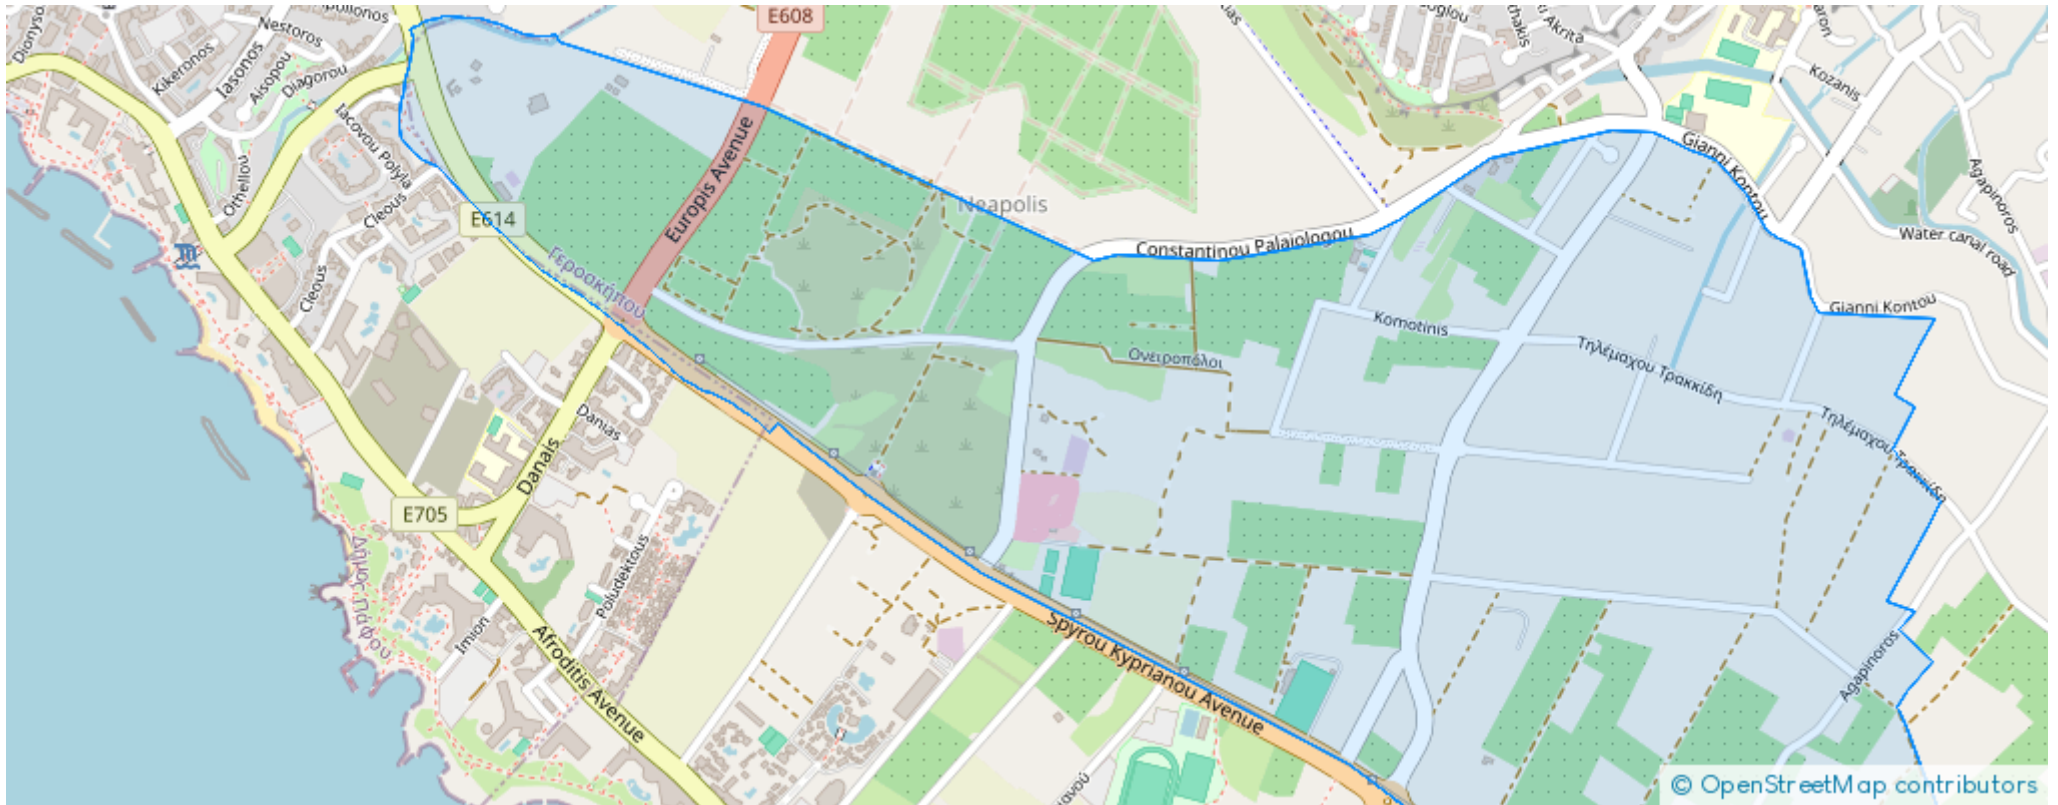 Dionyso
Nestoros
Kikeronos
Iasonos
Aisopou
Diagorou
Iacovou Polyla
Othellou
Cleous
Cleous
E614
E608
Europis Avenue
Γεροσκήπου
Neapolis
Constantinou Palaiologou
Gianni Kontou
Kozanis
Agapinoros
Water canal road
Gianni Kontou
Komotinis
Τηλέμαχου Τρακκίδη
Τηλέμαχου Τρακκίδη
Ονειροπόλοι
Danias
Danais
E705
Δήμος Πάφου
Poludektous
Imion
Afroditis Avenue
Spyrou Kyprianou Avenue
Agapinoros
© OpenStreetMap contributors